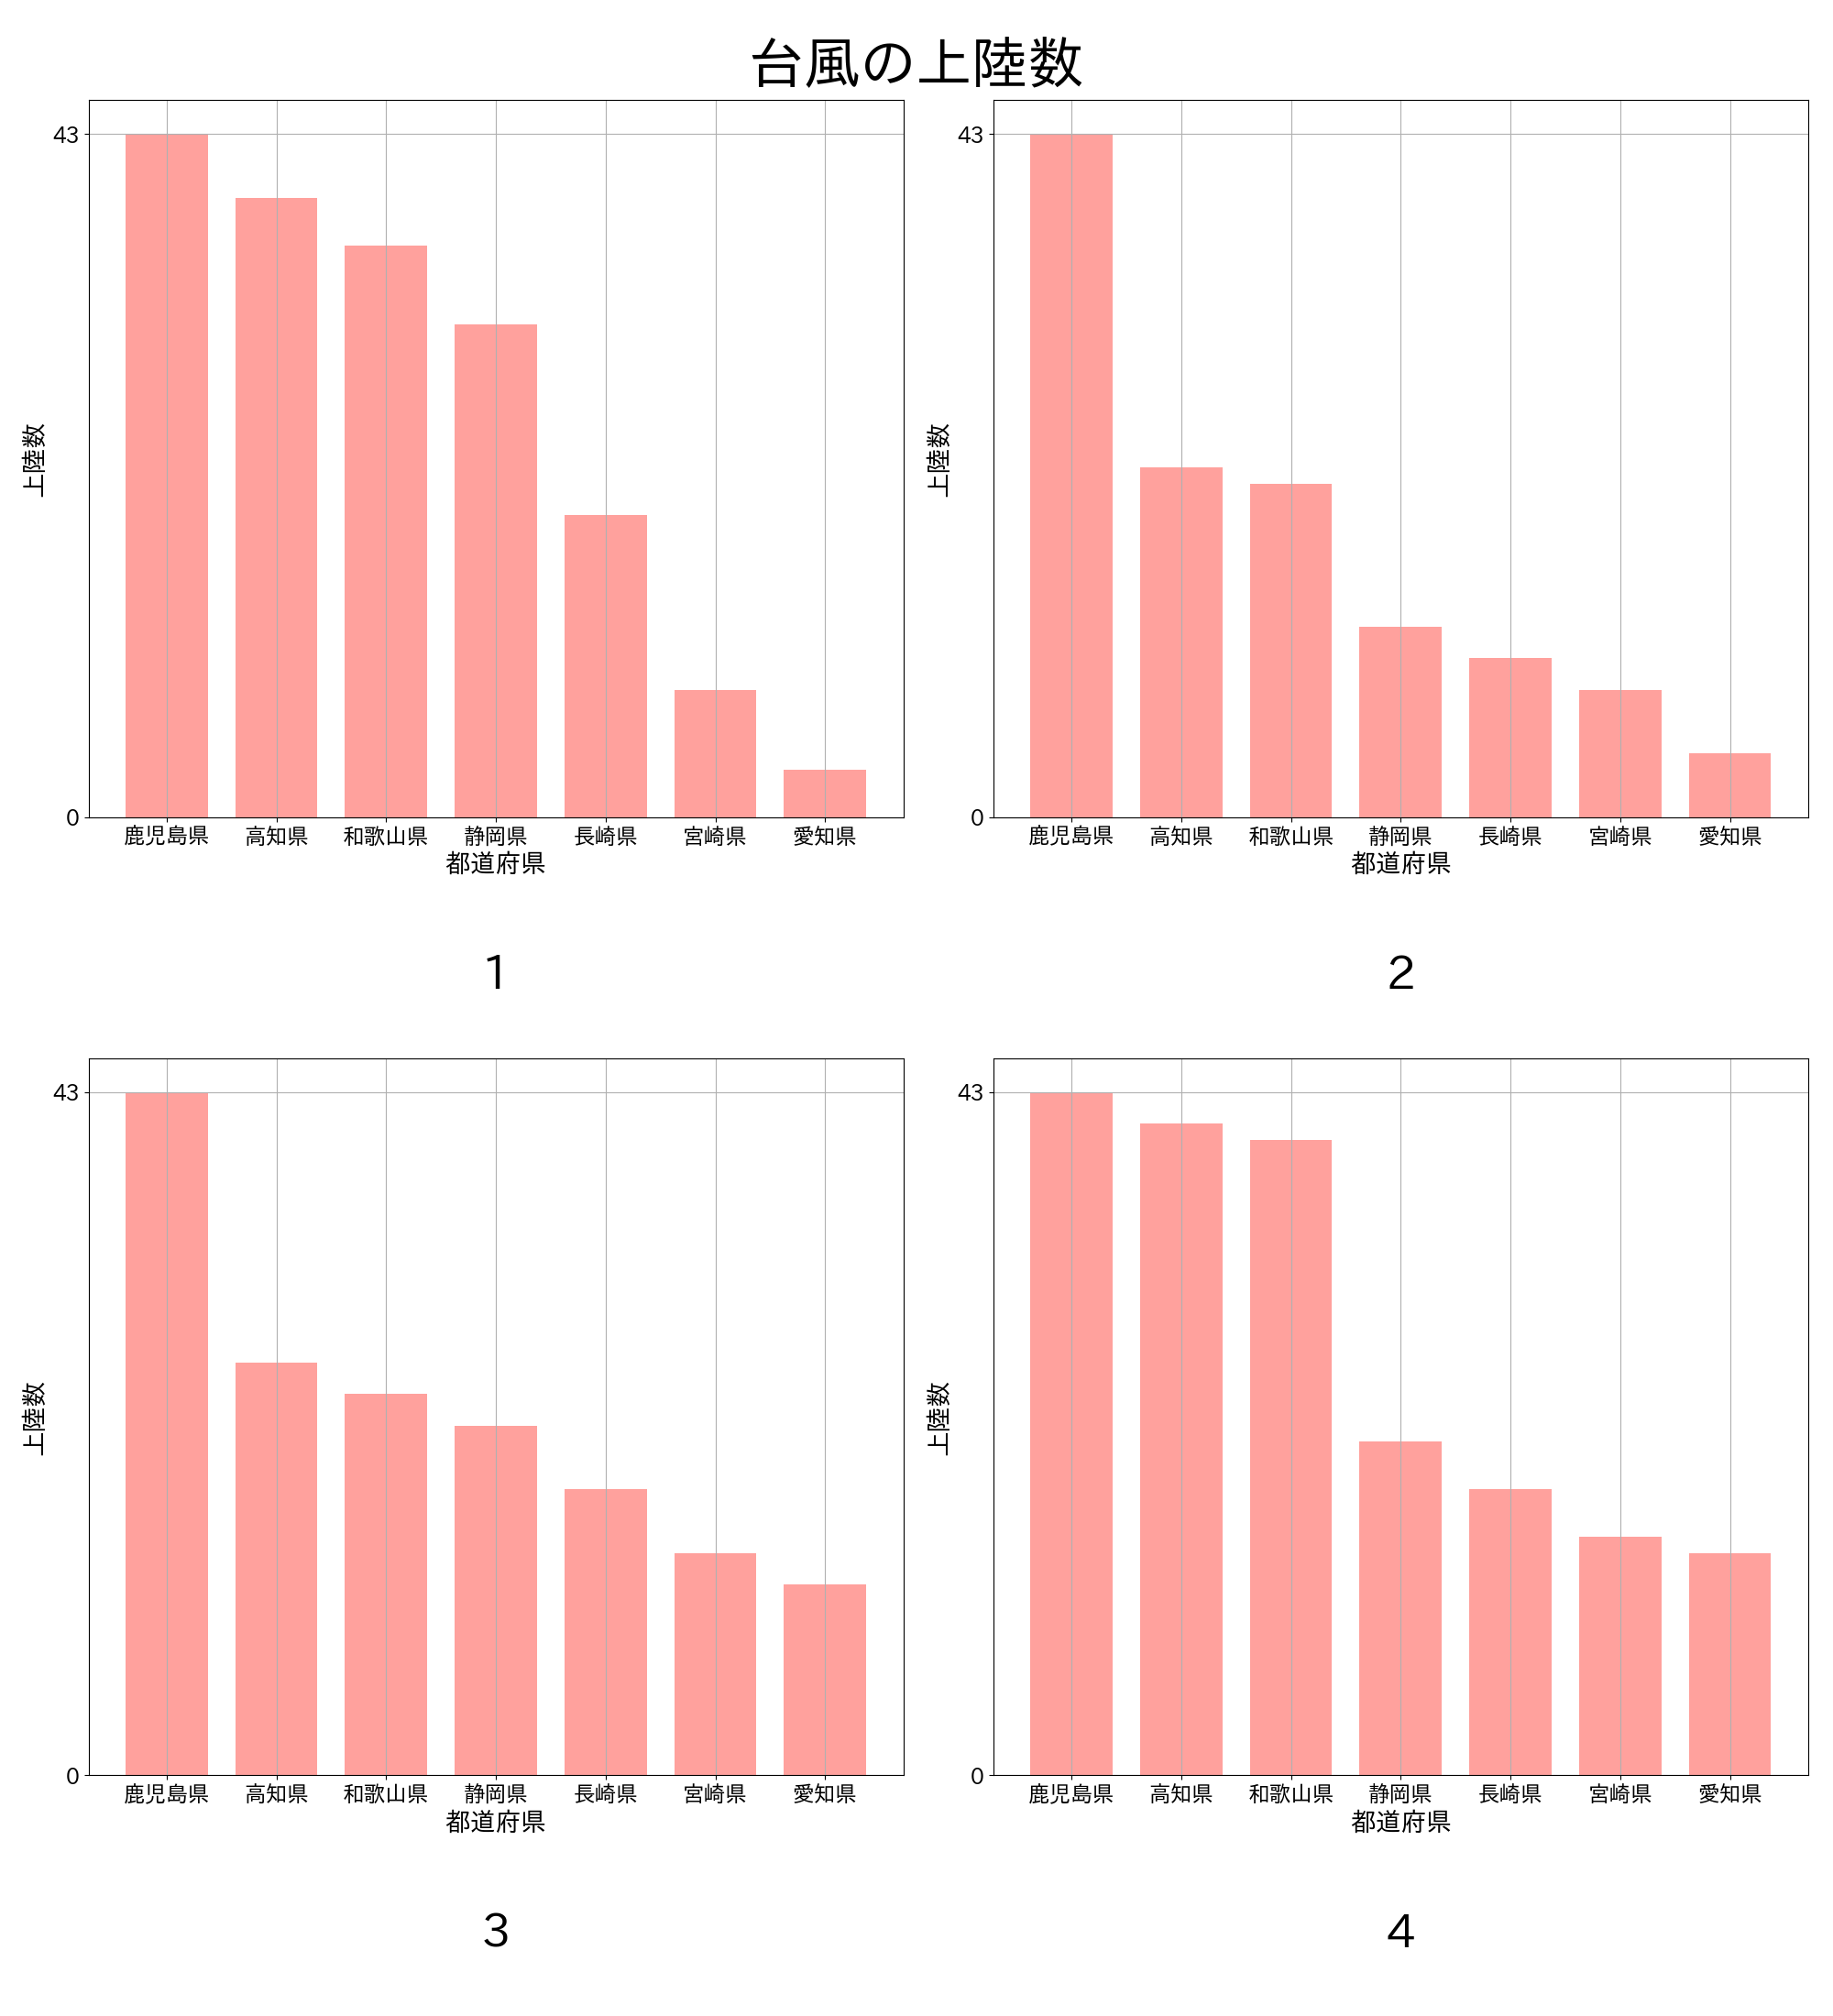 台風の上陸数
43
0
上陸数
鹿児島県 高知県 和歌山県 静岡県 長崎県 宮崎県 愛知県
都道府県
1
43
0
上陸数
鹿児島県 高知県 和歌山県 静岡県 長崎県 宮崎県 愛知県
都道府県
2
43
0
上陸数
鹿児島県 高知県 和歌山県 静岡県 長崎県 宮崎県 愛知県
都道府県
3
43
0
上陸数
鹿児島県 高知県 和歌山県 静岡県 長崎県 宮崎県 愛知県
都道府県
4